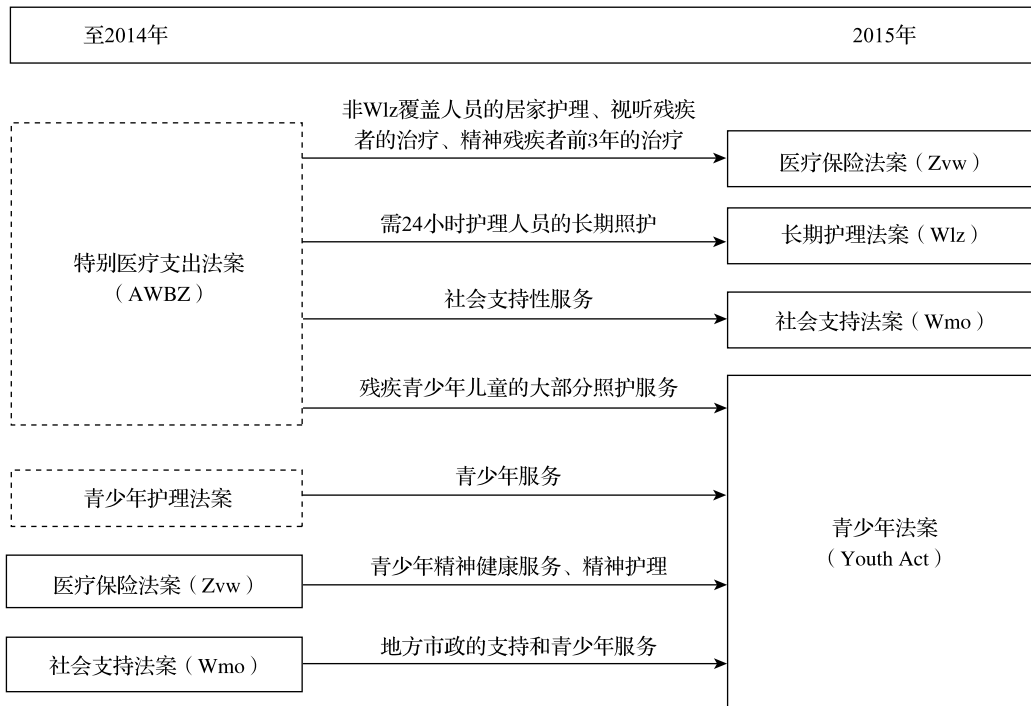 至2014年
2015年
非Wlz覆盖人员的居家护理、视听残疾
者的治疗、精神残疾者前3年的治疗
医疗保险法案（Zvw）
需24小时护理人员的长期照护
长期护理法案（Wlz）
特别医疗支出法案
（AWBZ）
社会支持性服务
社会支持法案（Wmo）
残疾青少年儿童的大部分照护服务
青少年护理法案
青少年服务
青少年法案
（Youth Act）
医疗保险法案（Zvw）
青少年精神健康服务、精神护理
社会支持法案（Wmo）
地方市政的支持和青少年服务